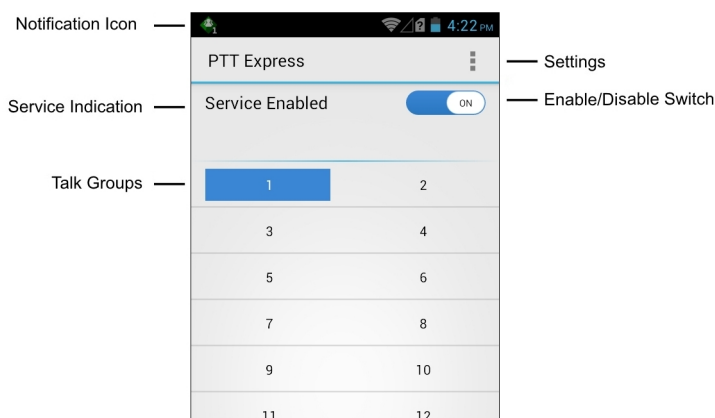 Notification Icon
1
? 4:22 PM
PTT Express
Settings
Service Indication
Service Enabled
ON
Enable/Disable Switch
Talk Groups
1 2
3 4
5 6
7 8
9 10
11 12